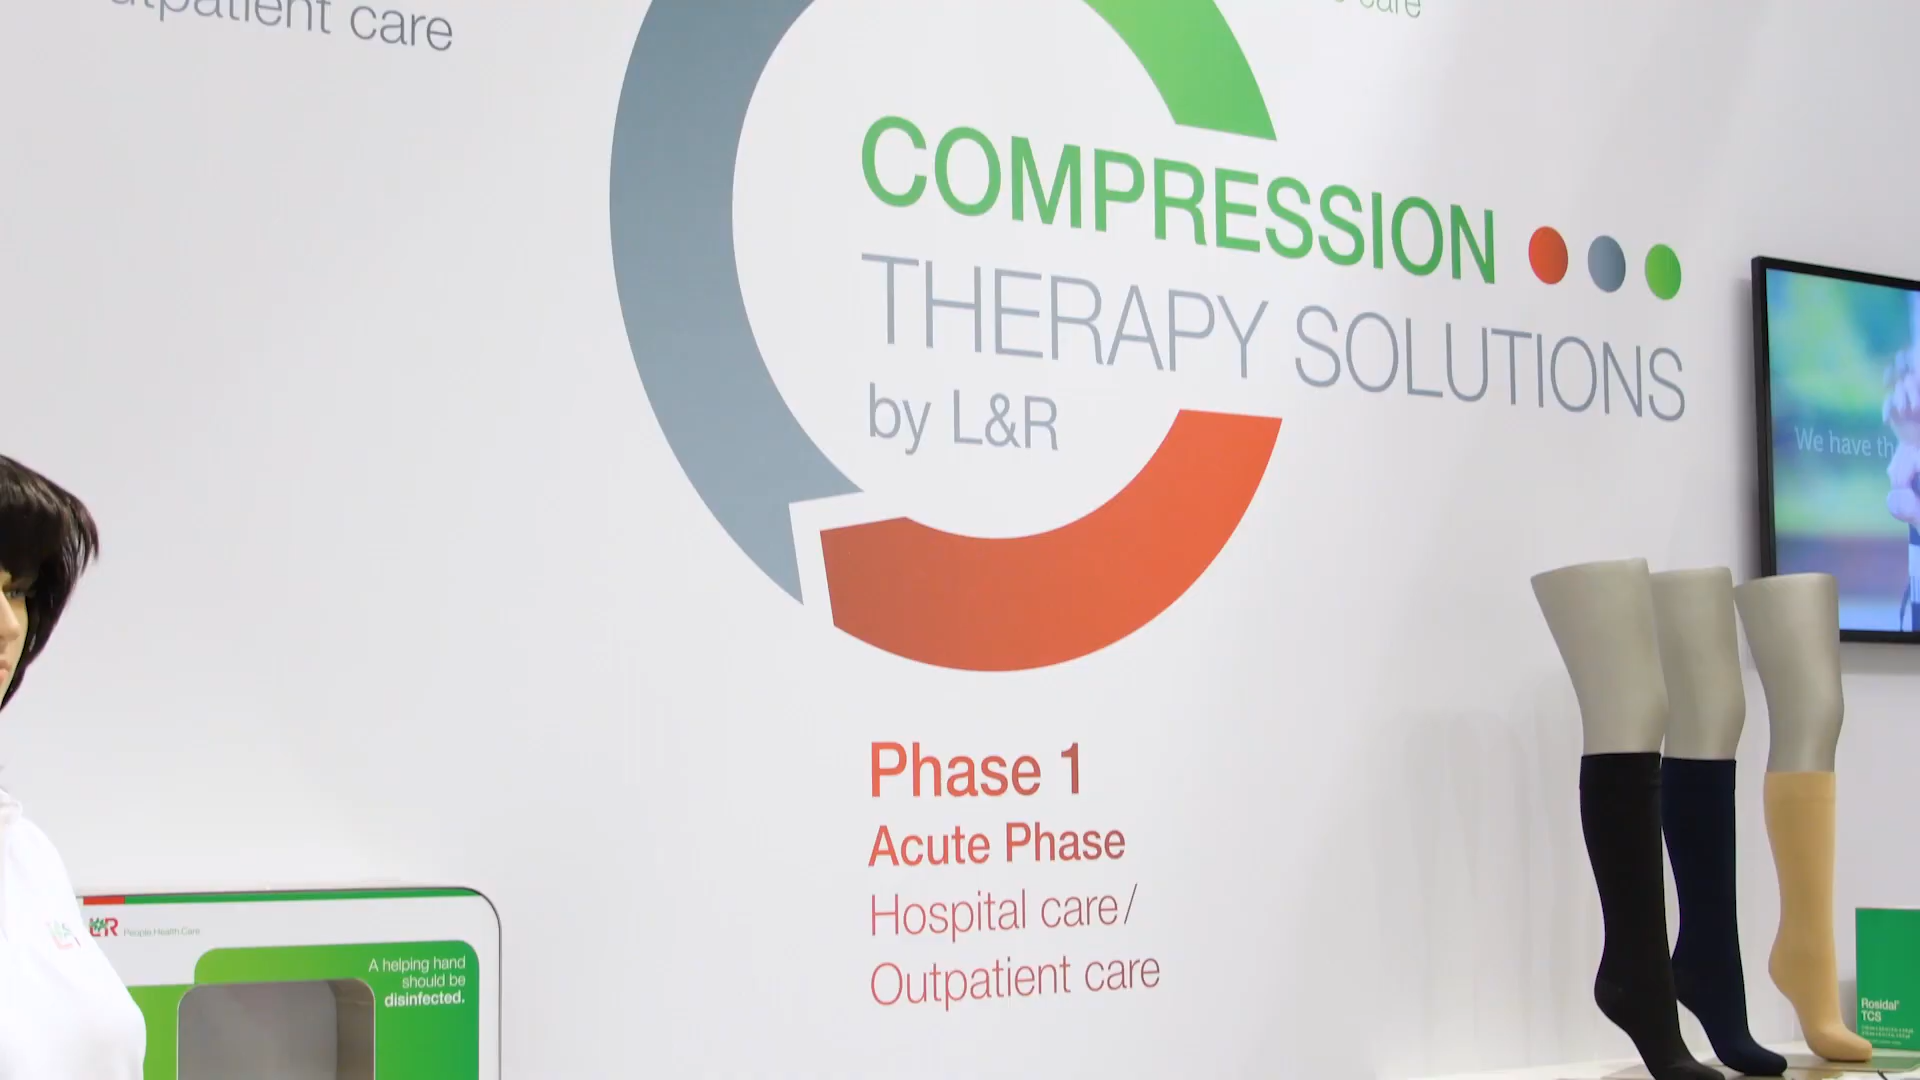 outpatient care
care
COMPRESSION
THERAPY SOLUTIONS
by L&R
We have th
Phase 1
Acute Phase
Hospital care/
Outpatient care
L&R People Health Care
A helping hand
should be
disinfected.
Rosidal®
TCS